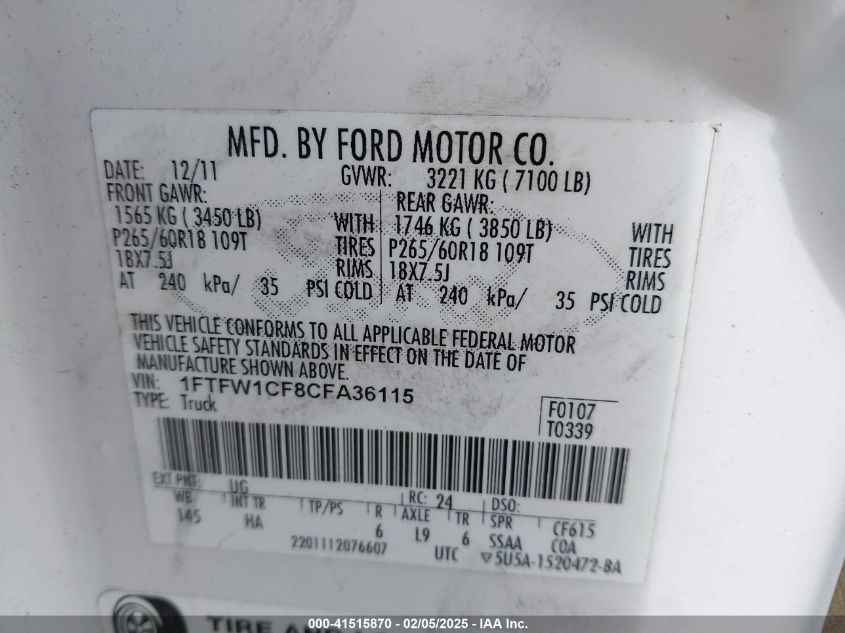 MFD. BY FORD MOTOR CO.
DATE: 12/11 GVWR: 3221 KG ( 7100 LB)
FRONT GAWR: REAR GAWR:
1565 KG ( 3450 LB) WITH 1746 KG ( 3850 LB) WITH
P265/60R18 109T TIRES P265/60R18 109T TIRES
18X7.5J RIMS 18X7.5J RIMS
AT 240 kPa/ 35 PSI COLD AT 240 kPa/ 35 PSI COLD
THIS VEHICLE CONFORMS TO ALL APPLICABLE FEDERAL MOTOR
VEHICLE SAFETY STANDARDS IN EFFECT ON THE DATE OF
MANUFACTURE SHOWN ABOVE.
VIN: 1FTFW1CF8CFA36115
TYPE: Truck
F0107
T0339
EXT PNT: UG RC: 24 DSO:
WB INT TR TP/PS R AXLE TR SPR CF615
145 HA 6 L9 6 SSAA COA
2201112076607 UTC ▽5U5A-1520472-BA
TIRE AND
000-41515870 - 02/05/2025 - IAA Inc.